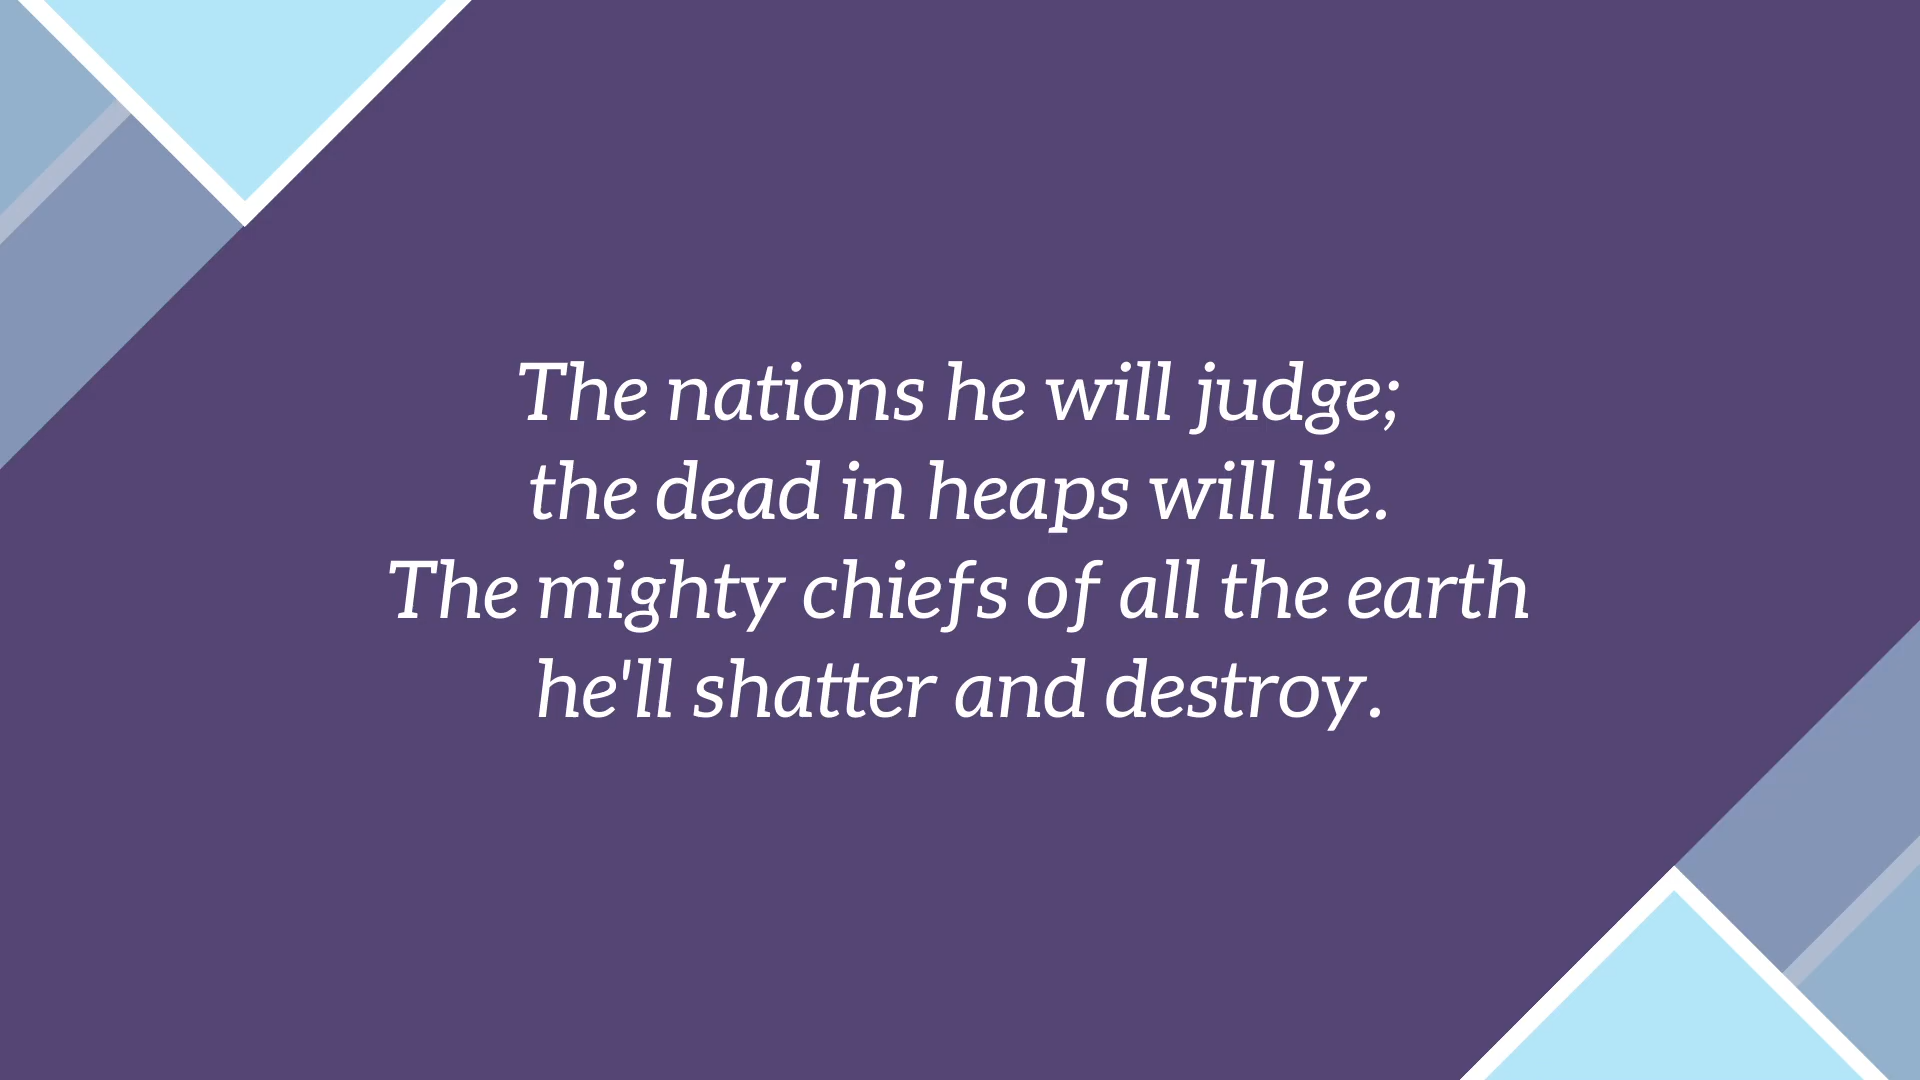 The nations he will judge;
the dead in heaps will lie.
The mighty chiefs of all the earth
he'll shatter and destroy.